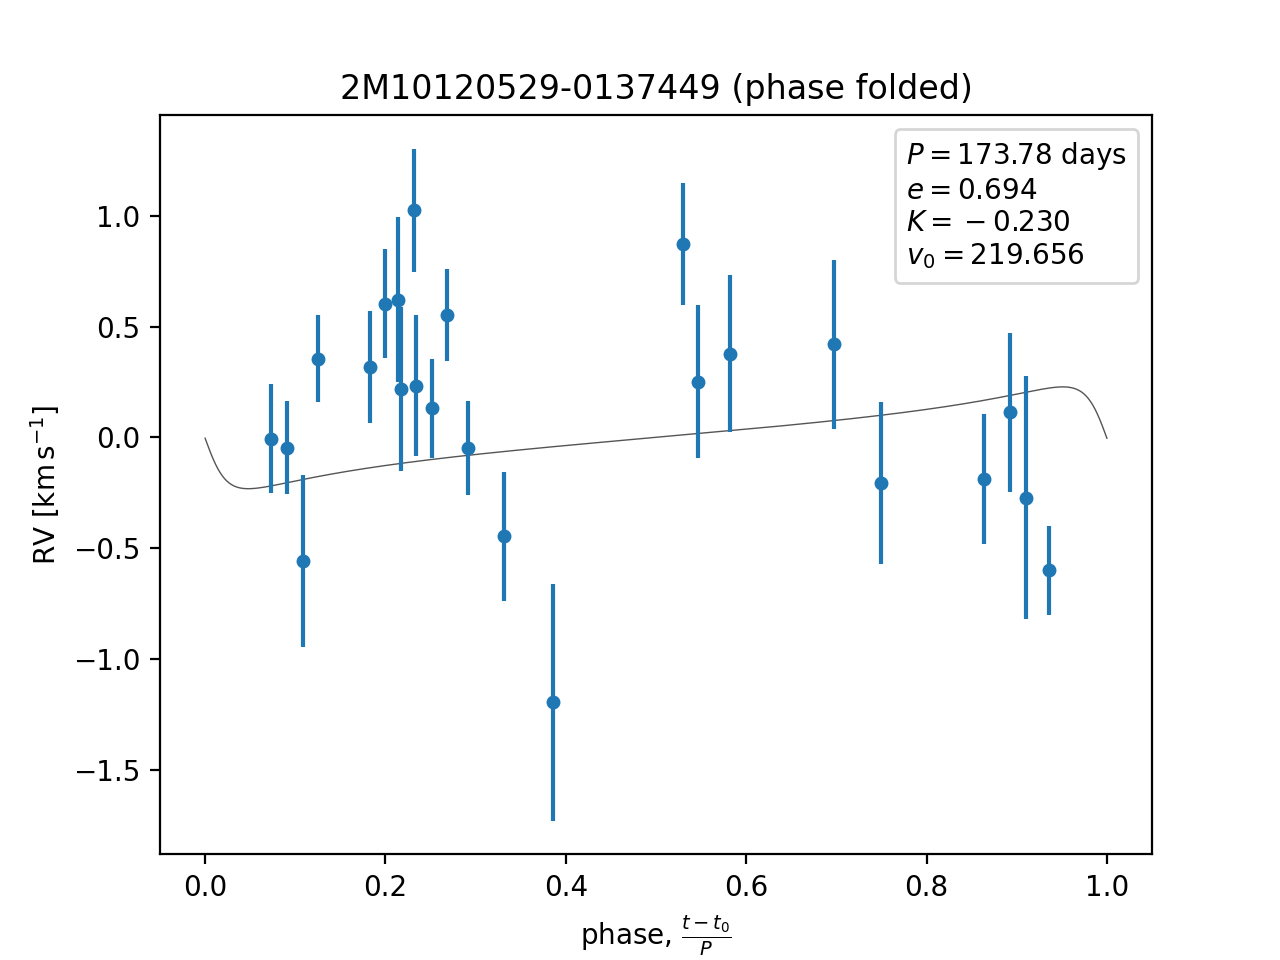 2M10120529-0137449 (phase folded)
P = 173.78 days
e = 0.694
K = −0.230
v₀ = 219.656
1.0
0.5
0.0
−0.5
−1.0
−1.5
RV [km s⁻¹]
0.0 0.2 0.4 0.6 0.8 1.0
phase, (t − t₀)/P